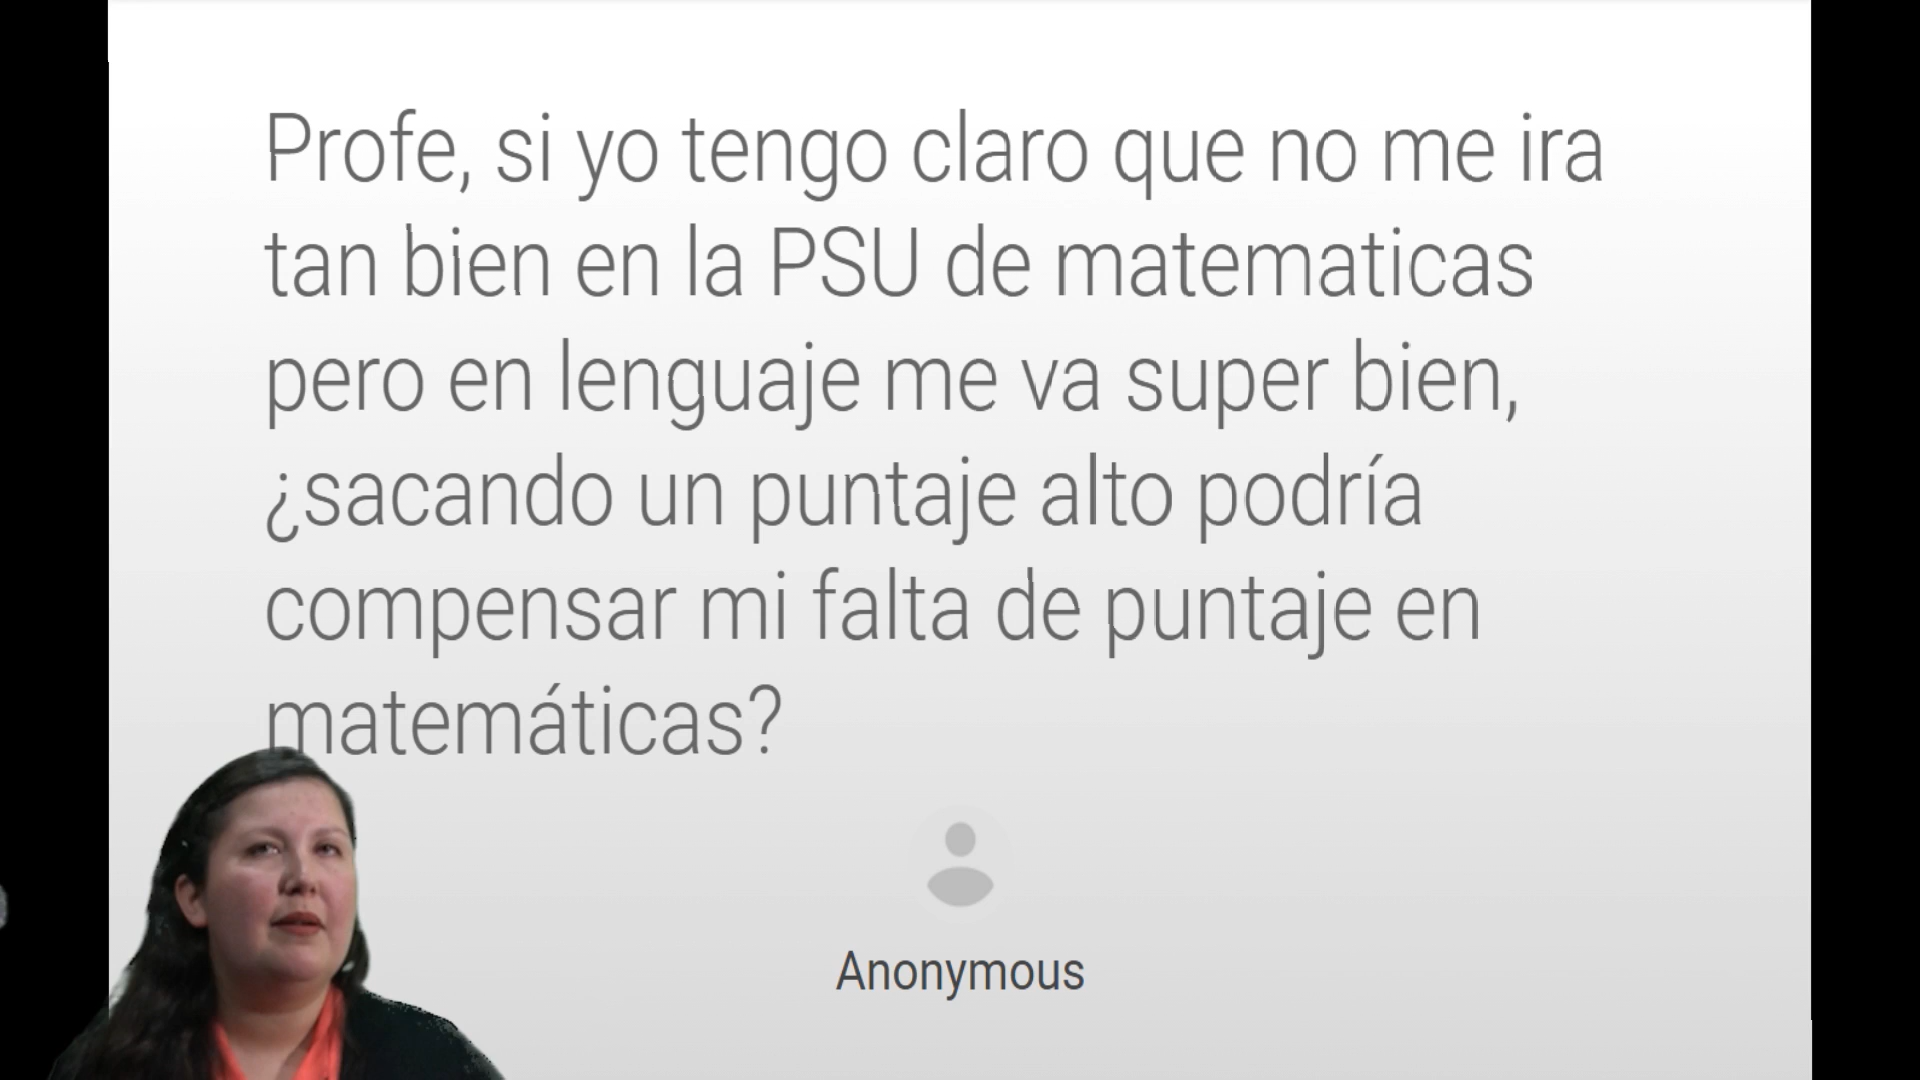 Profe, si yo tengo claro que no me ira
tan bien en la PSU de matematicas
pero en lenguaje me va super bien,
¿sacando un puntaje alto podría
compensar mi falta de puntaje en
matemáticas?
Anonymous